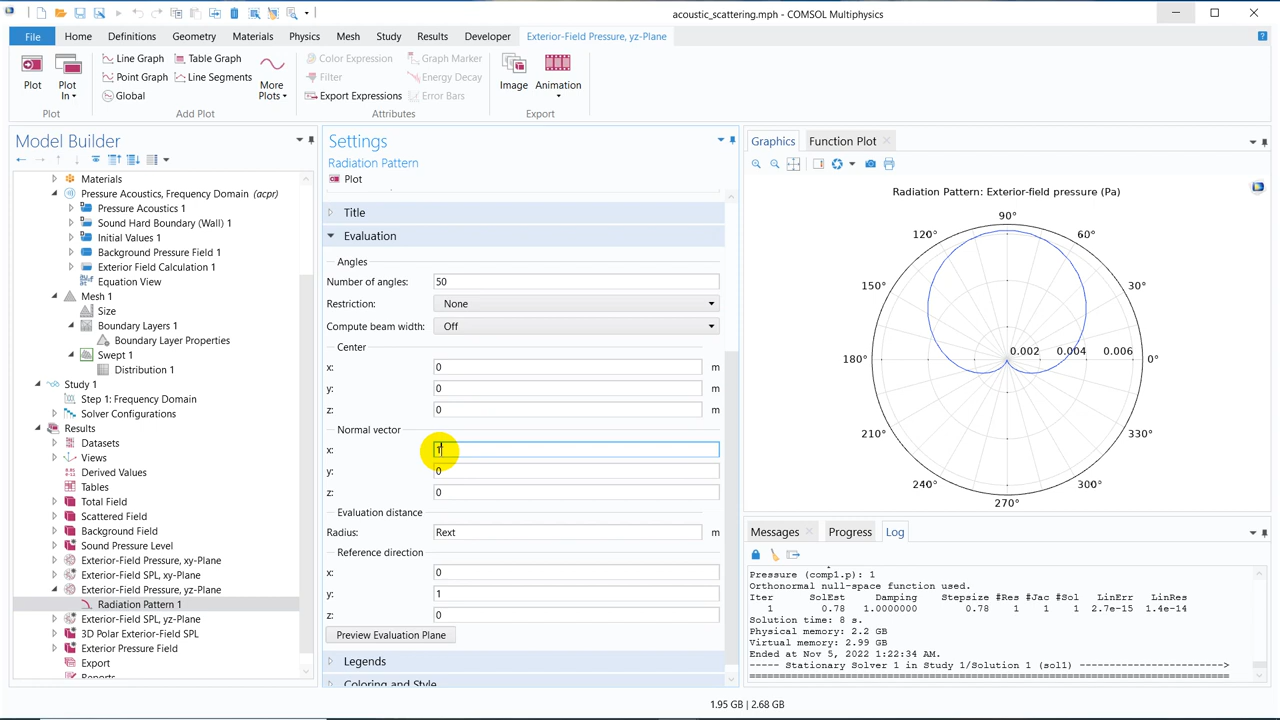 acoustic_scattering.mph - COMSOL Multiphysics
File Home Definitions Geometry Materials Physics Mesh Study Results Developer Exterior-Field Pressure, yz-Plane
Plot
Plot In
Line Graph
Table Graph
Point Graph
Line Segments
Global
More Plots
Color Expression
Graph Marker
Filter
Energy Decay
Export Expressions
Error Bars
Image
Animation
Plot
Add Plot
Attributes
Export
Model Builder
Materials
Pressure Acoustics, Frequency Domain (acpr)
Pressure Acoustics 1
Sound Hard Boundary (Wall) 1
Initial Values 1
Background Pressure Field 1
Exterior Field Calculation 1
Equation View
Mesh 1
Size
Boundary Layers 1
Boundary Layer Properties
Swept 1
Distribution 1
Study 1
Step 1: Frequency Domain
Solver Configurations
Results
Datasets
Views
Derived Values
Tables
Total Field
Scattered Field
Background Field
Sound Pressure Level
Exterior-Field Pressure, xy-Plane
Exterior-Field SPL, xy-Plane
Exterior-Field Pressure, yz-Plane
Radiation Pattern 1
Exterior-Field SPL, yz-Plane
3D Polar Exterior-Field SPL
Exterior Pressure Field
Export
Reports
Settings
Radiation Pattern
Plot
Title
Evaluation
Angles
Number of angles: 50
Restriction: None
Compute beam width: Off
Center
x: 0 m
y: 0 m
z: 0 m
Normal vector
x: 1
y: 0
z: 0
Evaluation distance
Radius: Rext m
Reference direction
x: 0
y: 1
z: 0
Preview Evaluation Plane
Legends
Coloring and Style
Graphics Function Plot
Radiation Pattern: Exterior-field pressure (Pa)
90°
120° 60°
150° 30°
180° 0.002 0.004 0.006 0°
210° 330°
240° 300°
270°
Messages Progress Log
Pressure (comp1.p): 1
Orthonormal null-space function used.
Iter SolEst Damping Stepsize #Res #Jac #Sol LinErr LinRes
1 0.78 1.0000000 0.78 1 1 1 2.7e-15 1.4e-14
Solution time: 8 s.
Physical memory: 2.2 GB
Virtual memory: 2.99 GB
Ended at Nov 5, 2022 1:22:34 AM.
----- Stationary Solver 1 in Study 1/Solution 1 (sol1) --------------------------->
1.95 GB | 2.68 GB